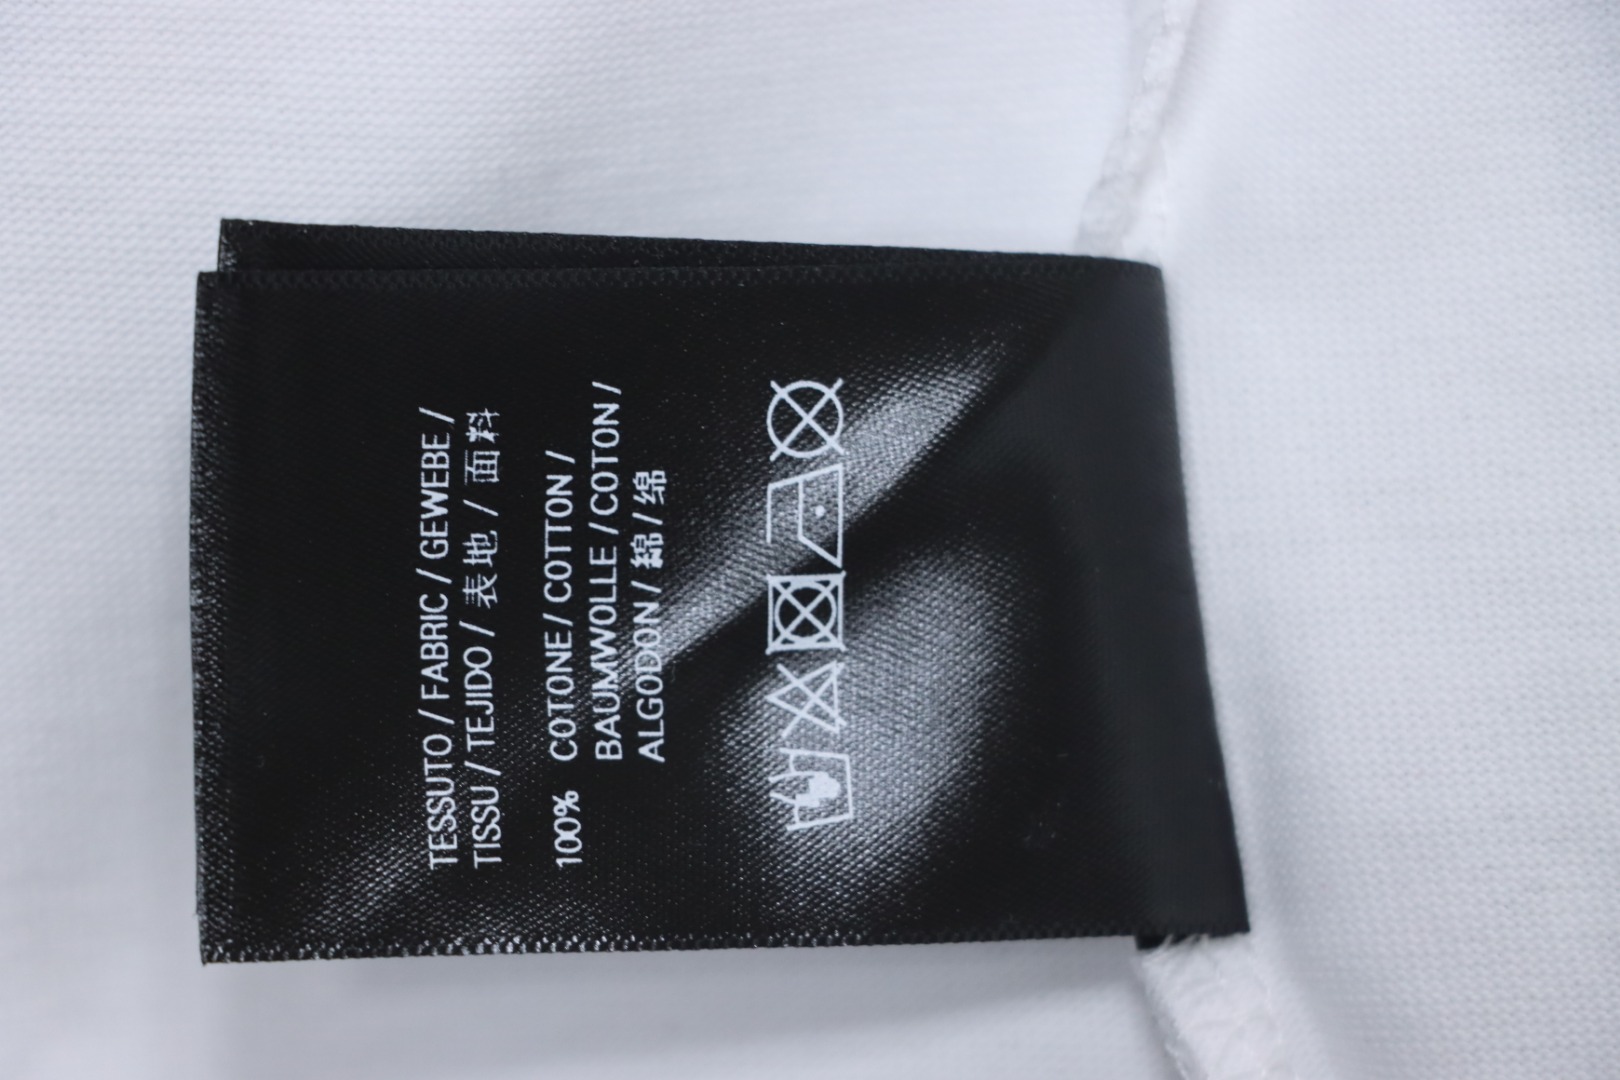 TESSUTO / FABRIC / GEWEBE /
TISSU / TEJIDO / 表地 / 面料
100% COTONE / COTTON /
BAUMWOLLE / COTON /
ALGODON / 綿 / 绵